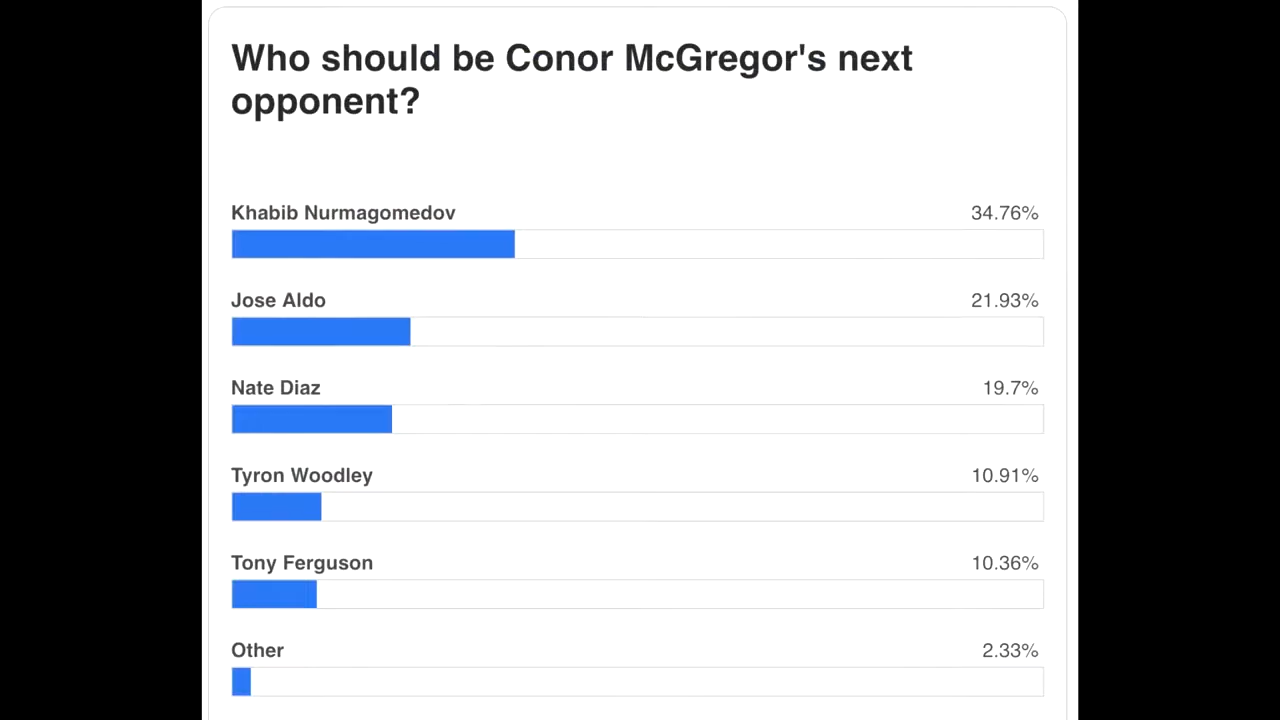 Who should be Conor McGregor's next
opponent?
Khabib Nurmagomedov 34.76%
Jose Aldo 21.93%
Nate Diaz 19.7%
Tyron Woodley 10.91%
Tony Ferguson 10.36%
Other 2.33%